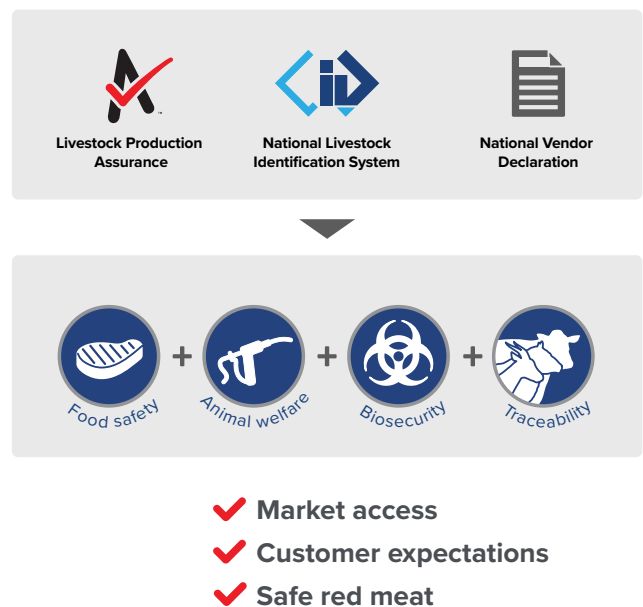 Livestock Production
Assurance
National Livestock
Identification System
National Vendor
Declaration
Food safety
Animal welfare
Biosecurity
Traceability
Market access
Customer expectations
Safe red meat